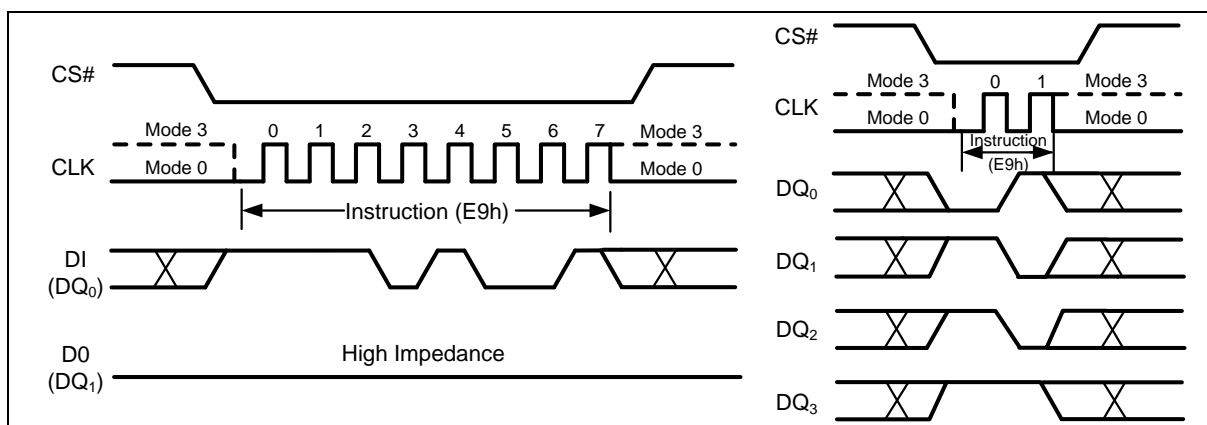 CS#
Mode 3 0 1 2 3 4 5 6 7 Mode 3
CLK
Mode 0 Mode 0
Instruction (E9h)
DI
(DQ0)
D0
(DQ1)
High Impedance
CS#
Mode 3 0 1 Mode 3
CLK
Mode 0 Mode 0
Instruction
(E9h)
DQ0
DQ1
DQ2
DQ3